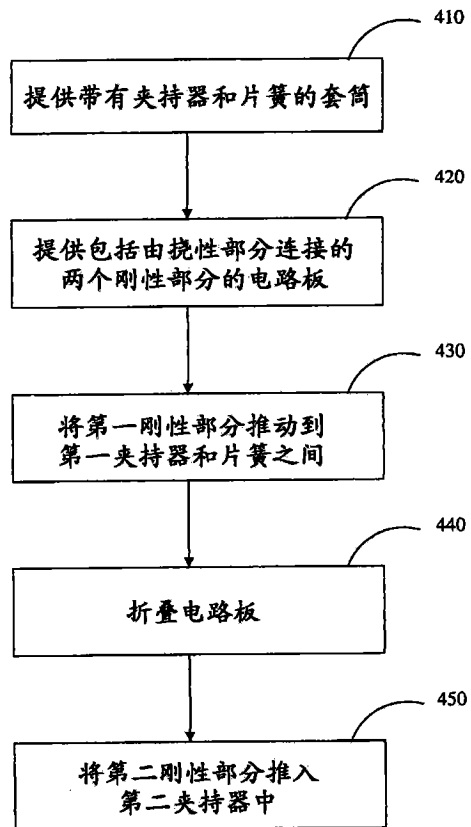 410
提供带有夹持器和片簧的套筒
420
提供包括由挠性部分连接的
两个刚性部分的电路板
430
将第一刚性部分推动到
第一夹持器和片簧之间
440
折叠电路板
450
将第二刚性部分推入
第二夹持器中